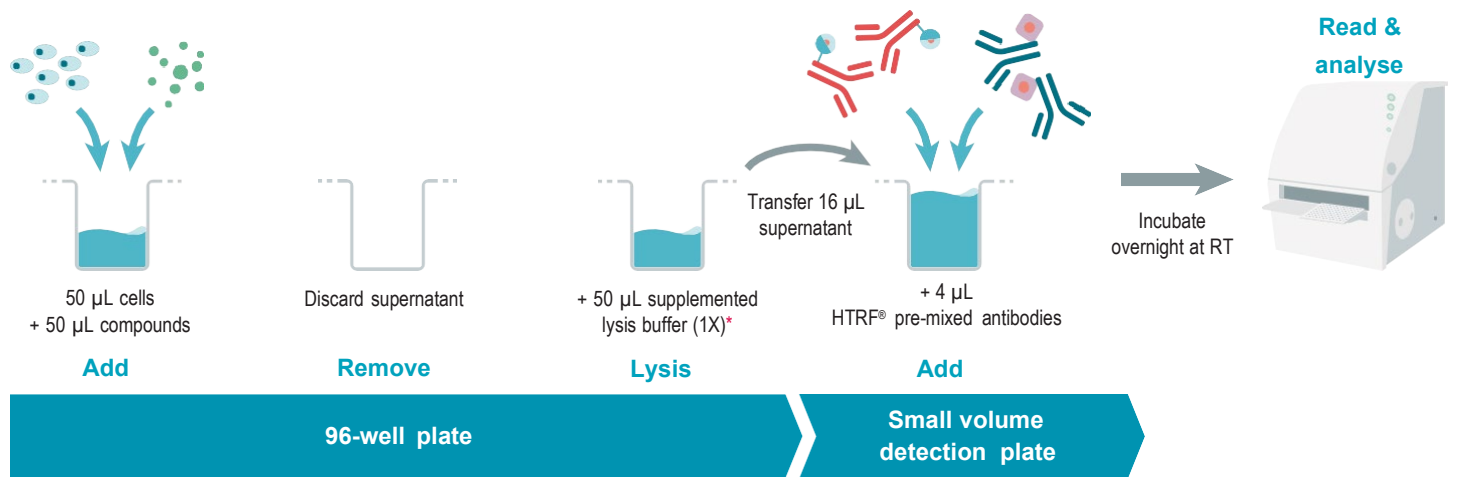 Read &
analyse
Transfer 16 µL
supernatant
Incubate
overnight at RT
50 µL cells
+ 50 µL compounds
Discard supernatant
+ 50 µL supplemented
lysis buffer (1X)*
+ 4 µL
HTRF® pre-mixed antibodies
Add
Remove
Lysis
Add
96-well plate
Small volume
detection plate